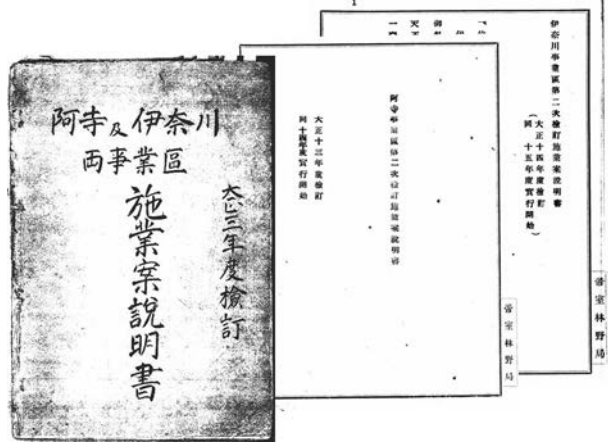 阿寺及伊奈川
両事業區
大正三年度檢訂
施業案説明書
阿寺事業區第二次檢訂施業案説明書
大正十三年度檢訂
同十四年度實行開始
帝室林野局
1
伊奈川事業區第二次檢訂施業案説明書
(大正十四年度檢訂
同 十五年度實行開始)
帝室林野局